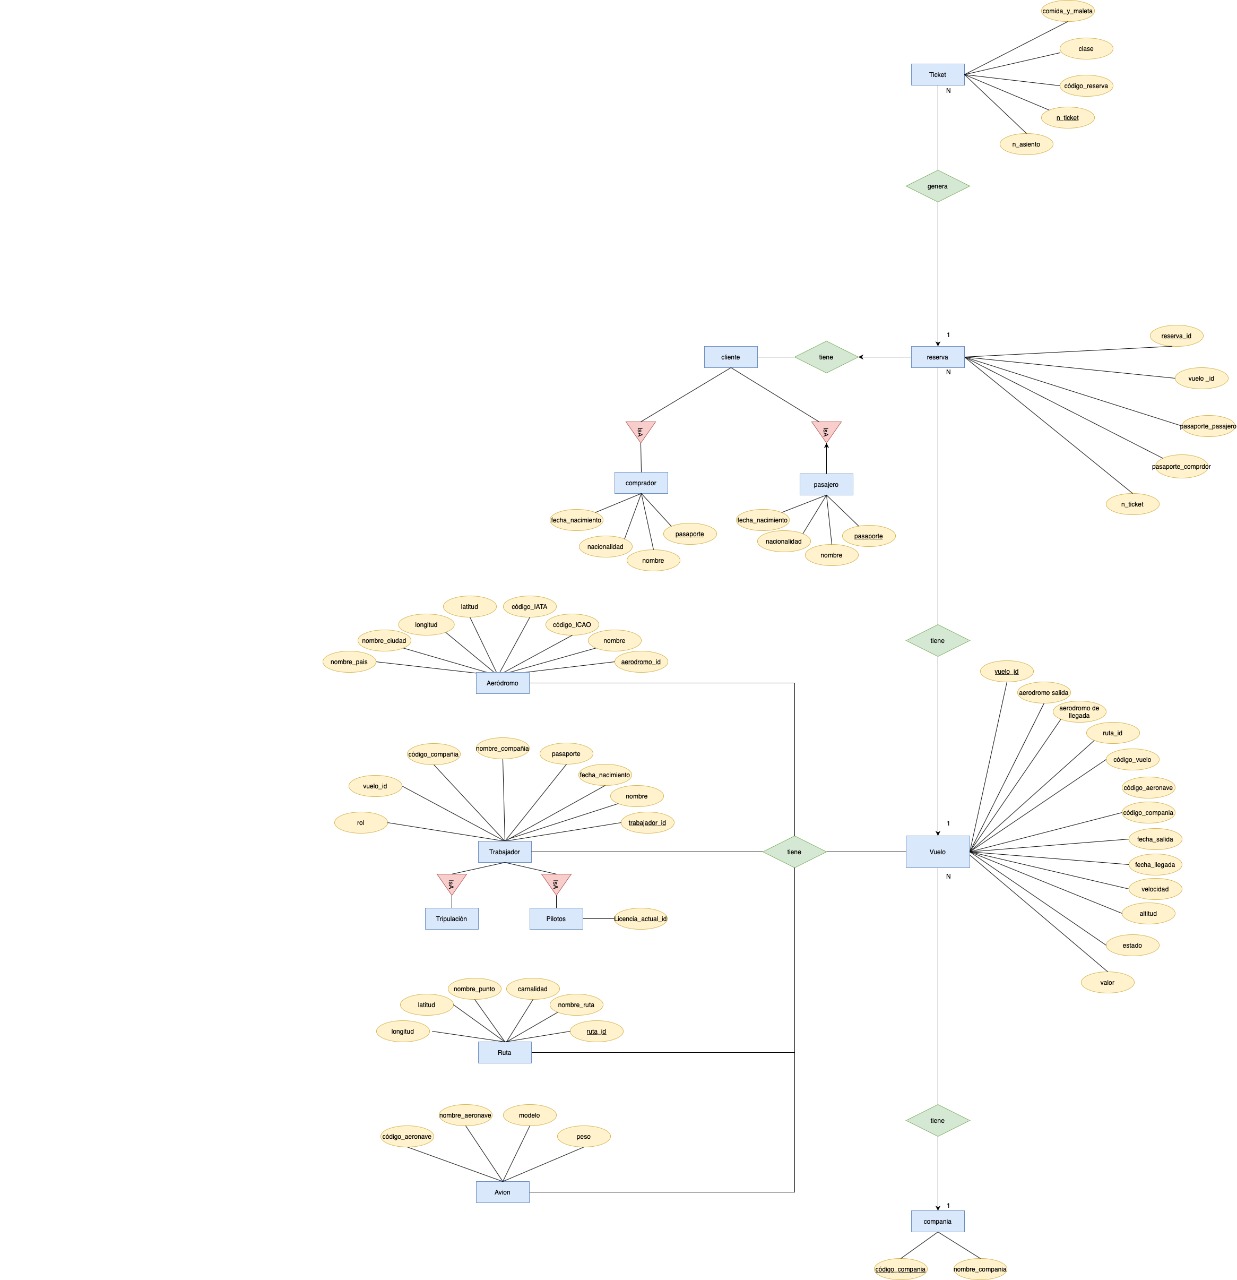 comida_y_maleta
clase
Ticket
código_reserva
N
n_ticket
n_asiento
genera
1
reserva_id
cliente
tiene
reserva
N
vuelo _id
pasaporte_pasajero
IsA
IsA
pasaporte_comprdor
comprador
pasajero
n_ticket
fecha_nacimiento
pasaporte
nacionalidad
nombre
fecha_nacimiento
pasaporte
nacionalidad
nombre
latitud
código_IATA
longitud
código_ICAO
nombre_ciudad
nombre
nombre_pais
aerodromo_id
Aeródromo
tiene
vuelo_id
aerodromo salida
aerodromo de
llegada
ruta_id
código_vuelo
código_aeronave
código_compania
fecha_salida
fecha_llegada
velocidad
altitud
estado
valor
1
Vuelo
N
código_compañia
nombre_compañia
pasaporte
fecha_nacimiento
vuelo_id
nombre
rol
trabajador_id
Trabajador
tiene
IsA
IsA
Tripulación
Pilotos
Licencia_actual_id
nombre_punto
carnalidad
latitud
nombre_ruta
longitud
ruta_id
Ruta
nombre_aeronave
modelo
código_aeronave
peso
Avion
tiene
1
compania
código_compania
nombre_compania